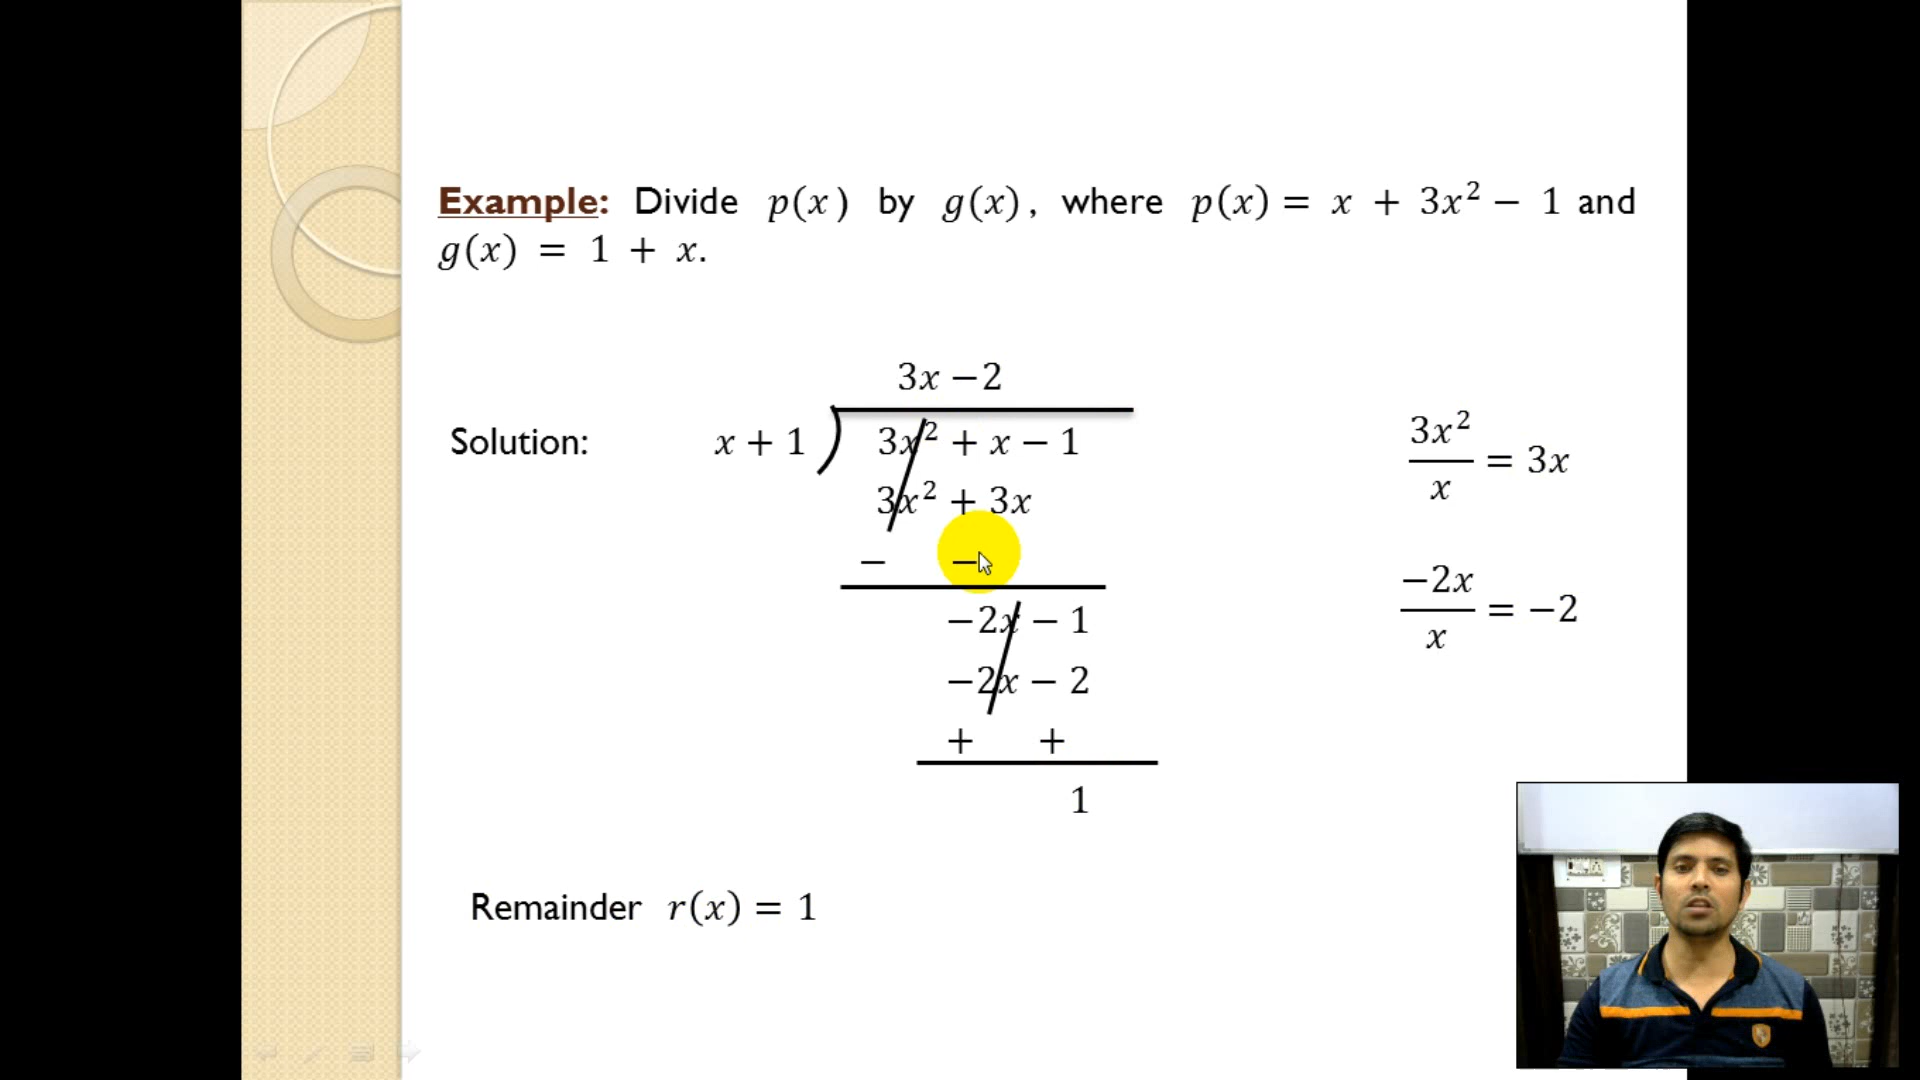 Example: Divide p(x) by g(x), where p(x) = x + 3x² − 1 and
g(x) = 1 + x.
3x − 2
Solution: x + 1 ) 3x² + x − 1
3x² + 3x
− −
−2x − 1
−2x − 2
+ +
1
3x²/x = 3x
−2x/x = −2
Remainder r(x) = 1